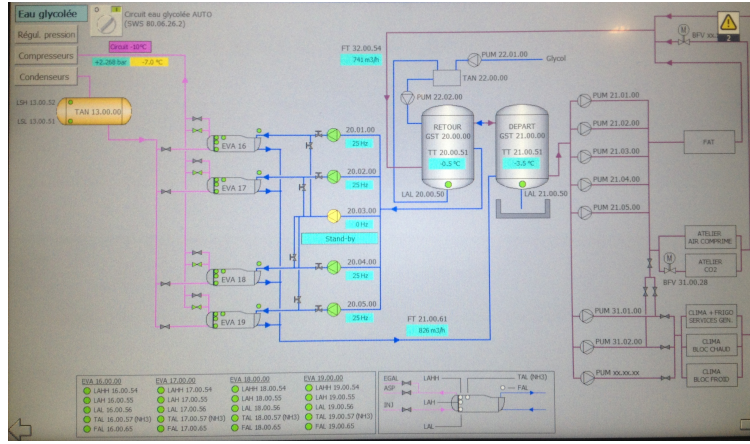 Eau glycolée
Circuit eau glycolée AUTO
(SWS 80.06.26.2)
Régul. pression
Compresseurs
Condenseurs
Circuit -10°C
+2.268 bar
-7.0 °C
LSH 13.00.52
LSL 13.00.51
TAN 13.00.00
FT 32.00.54
741 m3/h
PUM 22.01.00
Glycol
TAN 22.00.00
PUM 22.02.00
2
RETOUR
GST 20.00.00
TT 20.00.51
-0.3 °C
LAL 20.00.50
DEPART
GST 21.00.00
TT 21.00.51
-5.5 °C
LAL 21.00.50
PUM 21.01.00
PUM 21.02.00
PUM 21.03.00
PUM 21.04.00
PUM 21.05.00
M
FAT
EVA 16
EVA 17
EVA 18
EVA 19
20.01.00
25 Hz
20.02.00
25 Hz
20.03.00
0 Hz
Stand-by
20.04.00
25 Hz
20.05.00
25 Hz
FT 21.00.61
826 m3/h
ATELIER
AIR COMPRIME
ATELIER
CO2
M
BFV 31.00.28
PUM 31.01.00
PUM 31.02.00
PUM xx.xx.xx
CLIMA + FRIGO
SERVICES GEN.
CLIMA
BLOC CHAUD
CLIMA
BLOC FROID
EVA 16.00.00
LAHH 16.00.54
LAH 16.00.55
LAL 16.00.56
TAL 16.00.57 (NH3)
FAL 16.00.65
EVA 17.00.00
LAHH 17.00.54
LAH 17.00.55
LAL 17.00.56
TAL 17.00.57 (NH3)
FAL 17.00.65
EVA 18.00.00
LAHH 18.00.54
LAH 18.00.55
LAL 18.00.56
TAL 18.00.57 (NH3)
FAL 18.00.65
EVA 19.00.00
LAHH 19.00.54
LAH 19.00.55
LAL 19.00.56
TAL 19.00.57 (NH3)
FAL 19.00.65
EGAL
ASP
INJ
LAHH
LAH
LAL
TAL (NH3)
FAL